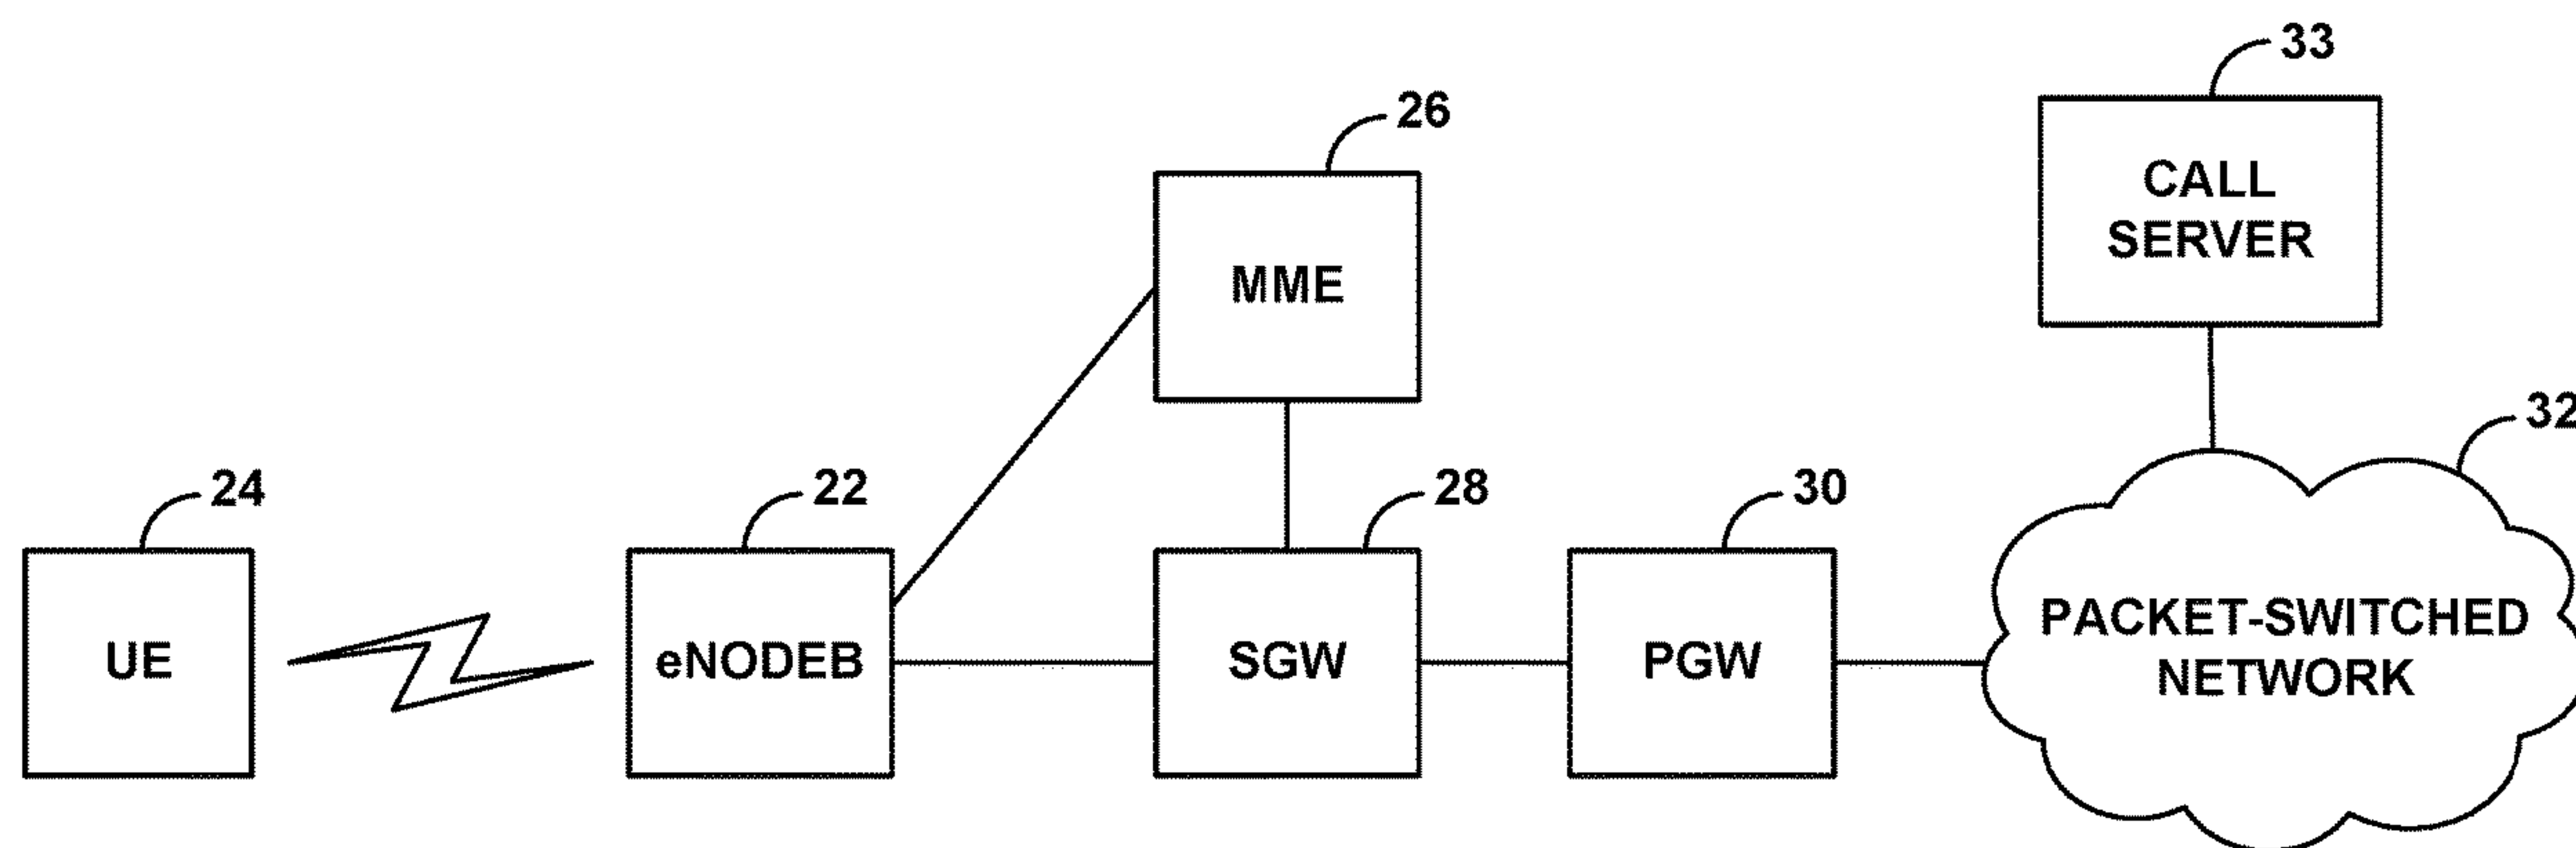 33
26
CALL
SERVER
MME
32
24
22
28
30
UE
eNODEB
SGW
PGW
PACKET-SWITCHED
NETWORK